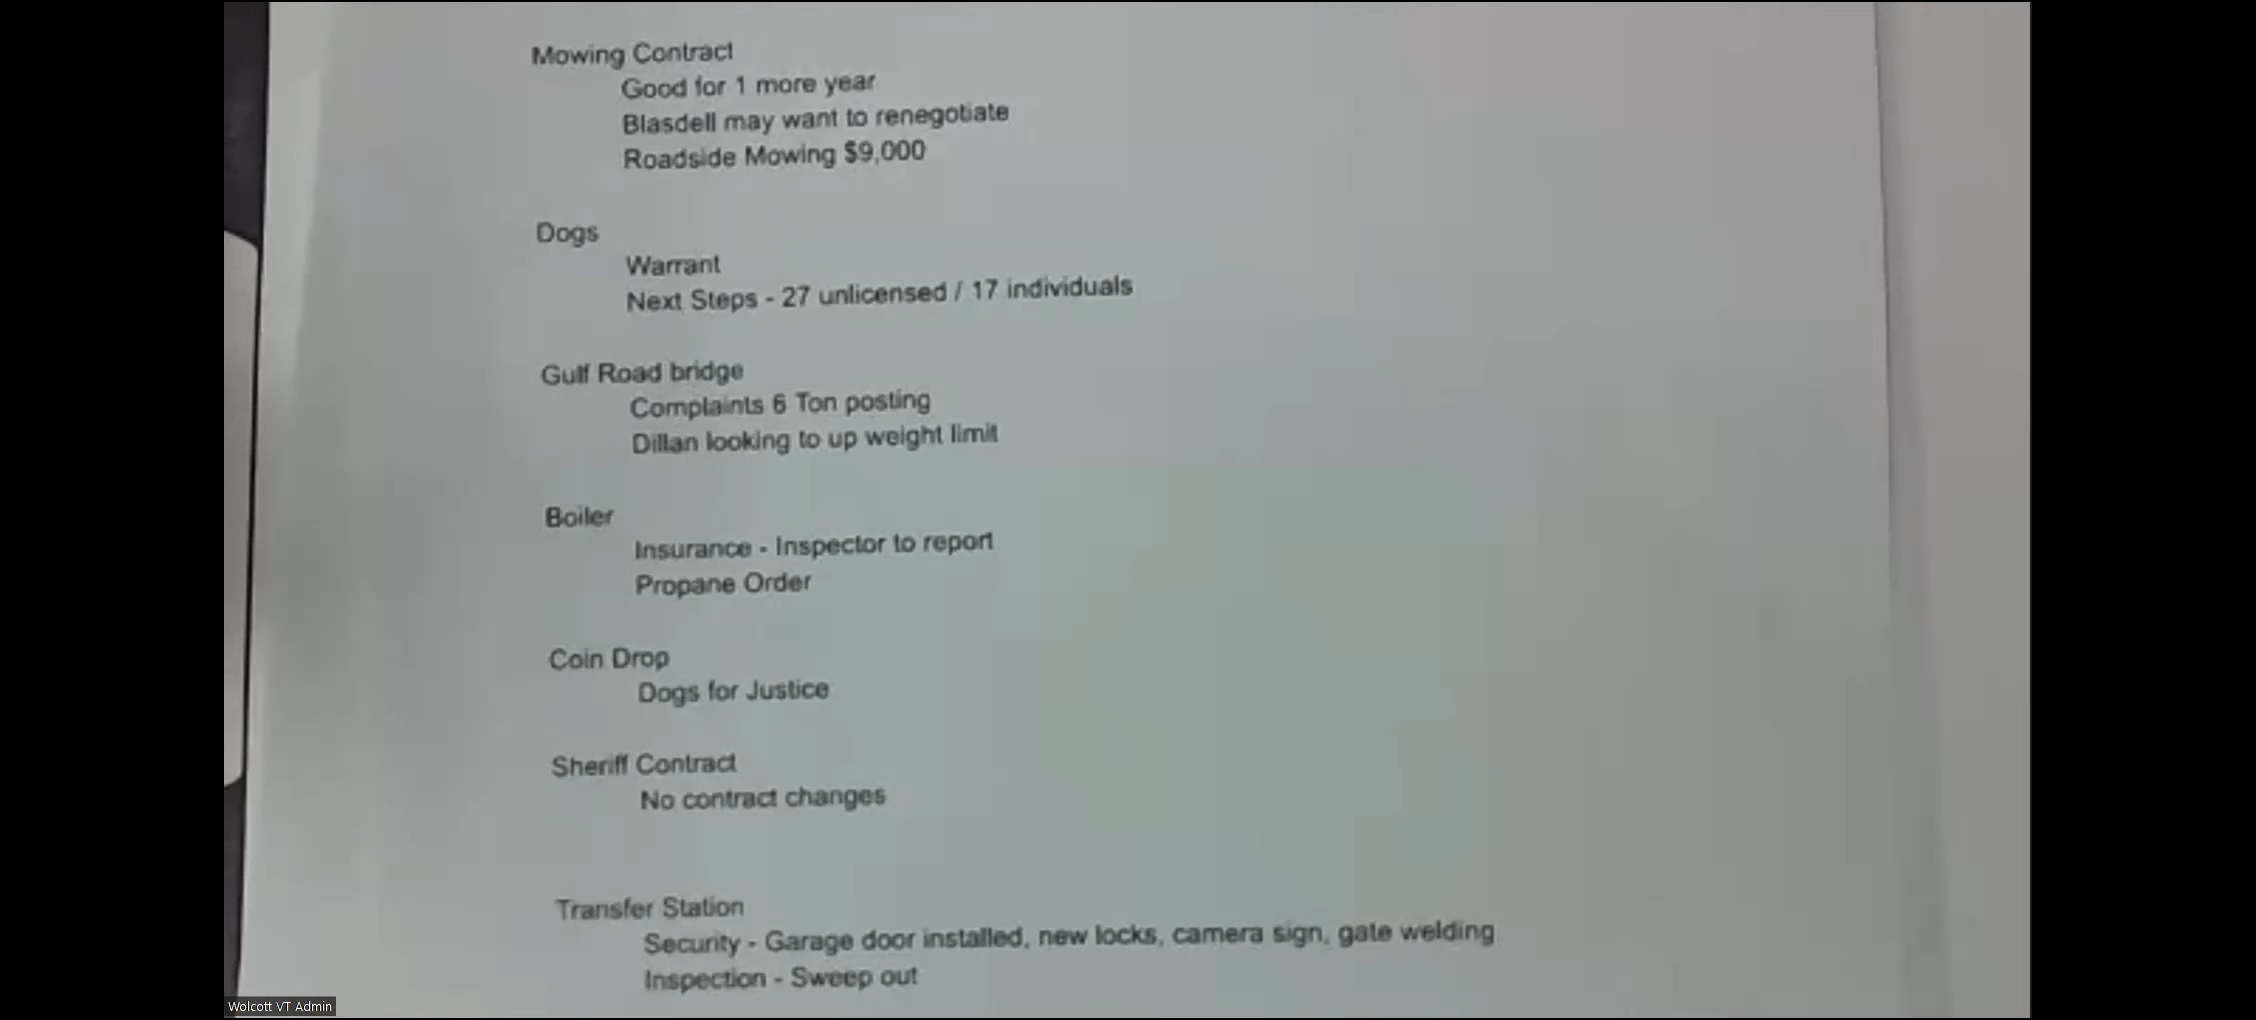 Mowing Contract
Good for 1 more year
Blasdell may want to renegotiate
Roadside Mowing $9,000
Dogs
Warrant
Next Steps - 27 unlicensed / 17 individuals
Gulf Road bridge
Complaints 6 Ton posting
Dillan looking to up weight limit
Boiler
Insurance - Inspector to report
Propane Order
Coin Drop
Dogs for Justice
Sheriff Contract
No contract changes
Transfer Station
Security - Garage door installed, new locks, camera sign, gate welding
Inspection - Sweep out
Wolcott VT Admin